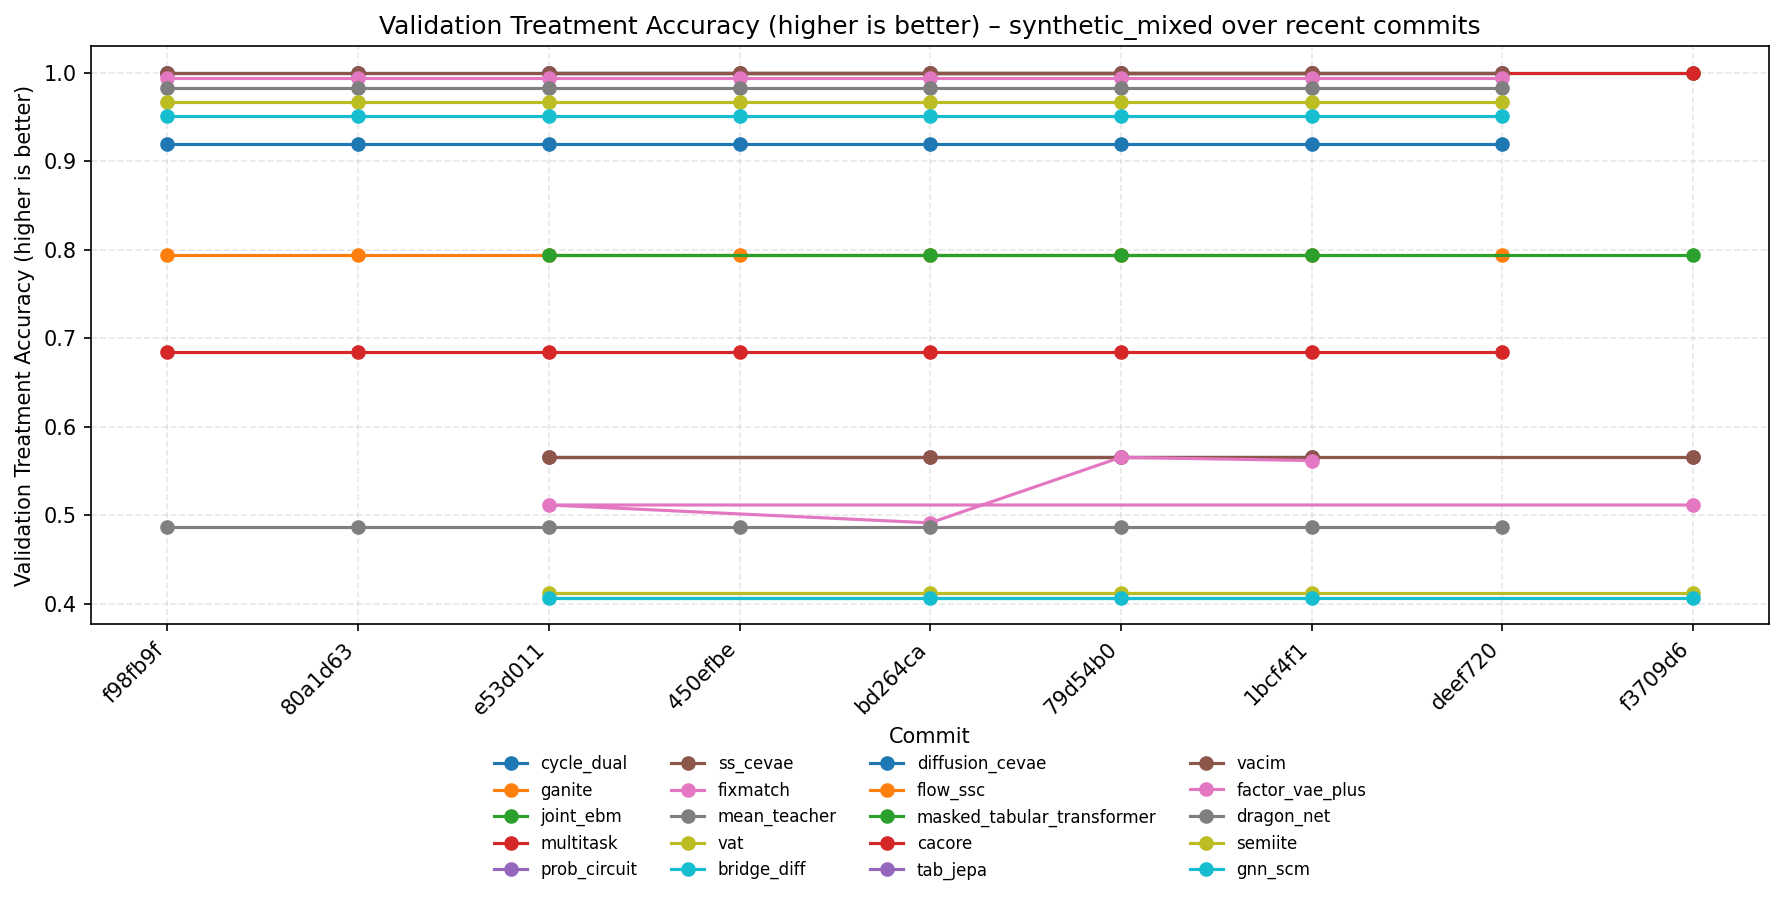 Validation Treatment Accuracy (higher is better) – synthetic_mixed over recent commits
Validation Treatment Accuracy (higher is better)
1.0
0.9
0.8
0.7
0.6
0.5
0.4
f98fb9f
80a1d63
e53d011
450efbe
bd264ca
79d54b0
1bcf4f1
deef720
f3709d6
Commit
cycle_dual
ganite
joint_ebm
multitask
prob_circuit
ss_cevae
fixmatch
mean_teacher
vat
bridge_diff
diffusion_cevae
flow_ssc
masked_tabular_transformer
cacore
tab_jepa
vacim
factor_vae_plus
dragon_net
semiite
gnn_scm